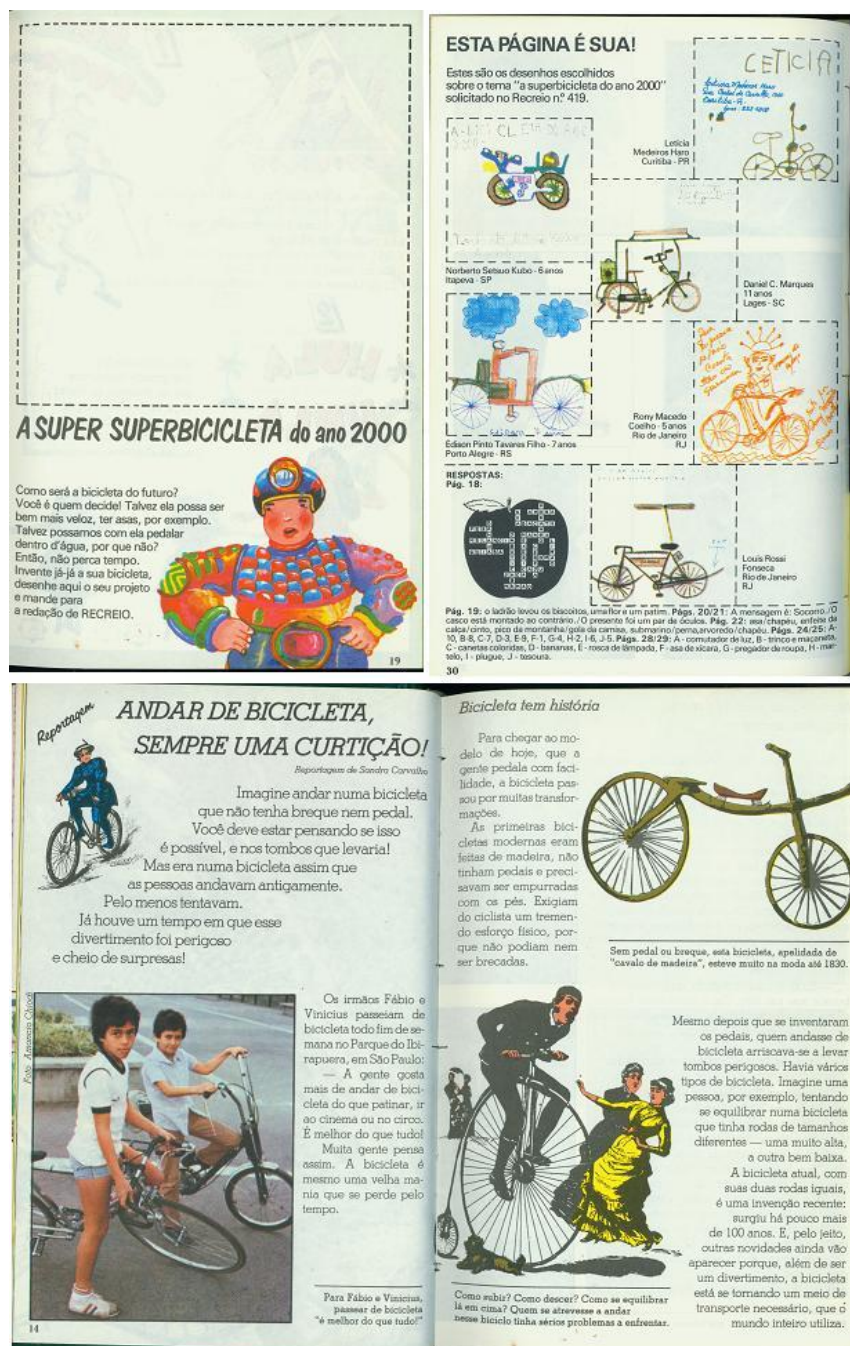 A SUPER SUPERBICICLETA do ano 2000
Como será a bicicleta do futuro?
Você é quem decide! Talvez ela possa ser
bem mais veloz, ter asas, por exemplo.
Talvez possamos com ela pedalar
dentro d'água, por que não?
Então, não perca tempo.
Invente já-já a sua bicicleta,
desenhe aqui o seu projeto
e mande para
a redação de RECREIO.
19
ESTA PÁGINA É SUA!
Estes são os desenhos escolhidos
sobre o tema "a superbicicleta do ano 2000"
solicitado no Recreio n.º 419.
CETICIA
Letícia
Medeiros Haro
Curitiba - PR
Norberto Setsuo Kubo - 6 anos
Itapeva - SP
Daniel C. Marques
11 anos
Lages - SC
Edison Pinto Tavares Filho - 7 anos
Porto Alegre - RS
Rony Macedo
Coelho - 5 anos
Rio de Janeiro
RJ
RESPOSTAS:
Pág. 18:
Louis Rossi
Fonseca
Rio de Janeiro
RJ
Pág. 19: o ladrão levou os biscoitos, uma flor e um patim. Págs. 20/21: A mensagem é: Socorro./O
casco está montado ao contrário./O presente foi um par de óculos. Pág. 22: asa/chapéu, enfeite da
calça/cinto, pico da montanha/gola da camisa, submarino/perna, arvoredo/chapéu. Págs. 24/25: A-
10, B-8, C-7, D-3, E-9, F-1, G-4, H-2, I-6, J-5. Págs. 28/29: A - comutador de luz, B - trinco e maçaneta,
C - canetas coloridas, D - bananas, E - rosca de lâmpada, F - asa de xícara, G - pregador de roupa, H - mar-
telo, I - plugue, J - tesoura.
30
Reportagem
ANDAR DE BICICLETA,
SEMPRE UMA CURTIÇÃO!
Reportagem de Sandra Carvalho
Imagine andar numa bicicleta
que não tenha breque nem pedal.
Você deve estar pensando se isso
é possível, e nos tombos que levaria!
Mas era numa bicicleta assim que
as pessoas andavam antigamente.
Pelo menos tentavam.
Já houve um tempo em que esse
divertimento foi perigoso
e cheio de surpresas!
Foto
Os irmãos Fábio e
Vinicius passeiam de
bicicleta todo fim de se-
mana no Parque do Ibi-
rapuera, em São Paulo:
— A gente gosta
mais de andar de bici-
cleta do que patinar, ir
ao cinema ou no circo.
É melhor do que tudo!
Muita gente pensa
assim. A bicicleta é
mesmo uma velha ma-
nia que se perde pelo
tempo.
Para Fábio e Vinicius,
passear de bicicleta
"é melhor do que tudo!"
14
Bicicleta tem história
Para chegar ao mo-
delo de hoje, que a
gente pedala com faci-
lidade, a bicicleta pas-
sou por muitas transfor-
mações.
As primeiras bici-
cletas modernas eram
feitas de madeira, não
tinham pedais e preci-
savam ser empurradas
com os pés. Exigiam
do ciclista um tremen-
do esforço físico, por-
que não podiam nem
ser brecadas.
Sem pedal ou breque, esta bicicleta, apelidada de
"cavalo de madeira", esteve muito na moda até 1830.
Mesmo depois que se inventaram
os pedais, quem andasse de
bicicleta arriscava-se a levar
tombos perigosos. Havia vários
tipos de bicicleta. Imagine uma
pessoa, por exemplo, tentando
se equilibrar numa bicicleta
que tinha rodas de tamanhos
diferentes — uma muito alta,
a outra bem baixa.
A bicicleta atual, com
suas duas rodas iguais,
é uma invenção recente:
surgiu há pouco mais
de 100 anos. E, pelo jeito,
outras novidades ainda vão
aparecer porque, além de ser
um divertimento, a bicicleta
está se tornando um meio de
transporte necessário, que o
mundo inteiro utiliza.
Como subir? Como descer? Como se equilibrar
lá em cima? Quem se atrevesse a andar
nesse biciclo tinha sérios problemas a enfrentar.